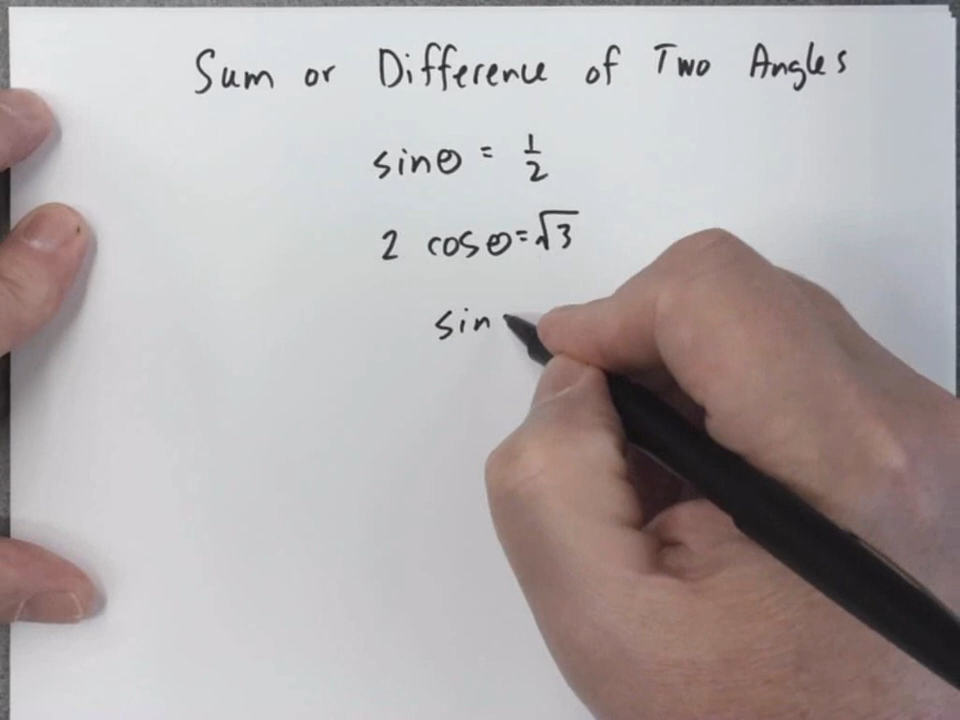 Sum or Difference of Two Angles
sinθ = 1/2
2 cosθ=√3
sin